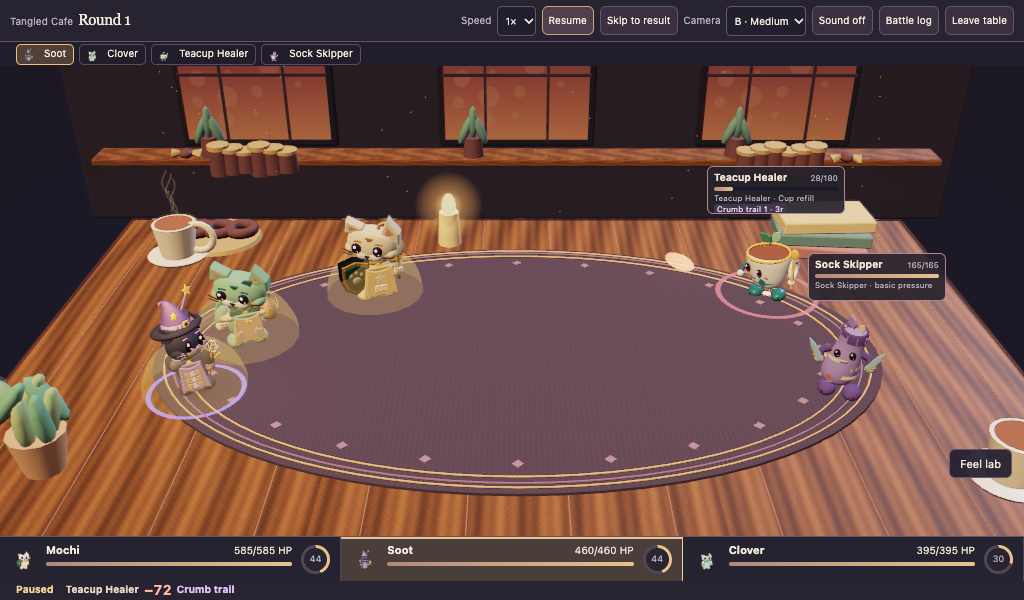 Tangled Cafe Round 1
Speed 1x Resume Skip to result Camera B · Medium Sound off Battle log Leave table
Soot Clover Teacup Healer Sock Skipper
Teacup Healer 28/180
Teacup Healer · Cup refill
Crumb trail 1 · 3r
Sock Skipper 165/165
Sock Skipper · basic pressure
Feel lab
Mochi 585/585 HP 44
Soot 460/460 HP 44
Clover 395/395 HP 30
Paused Teacup Healer −72 Crumb trail